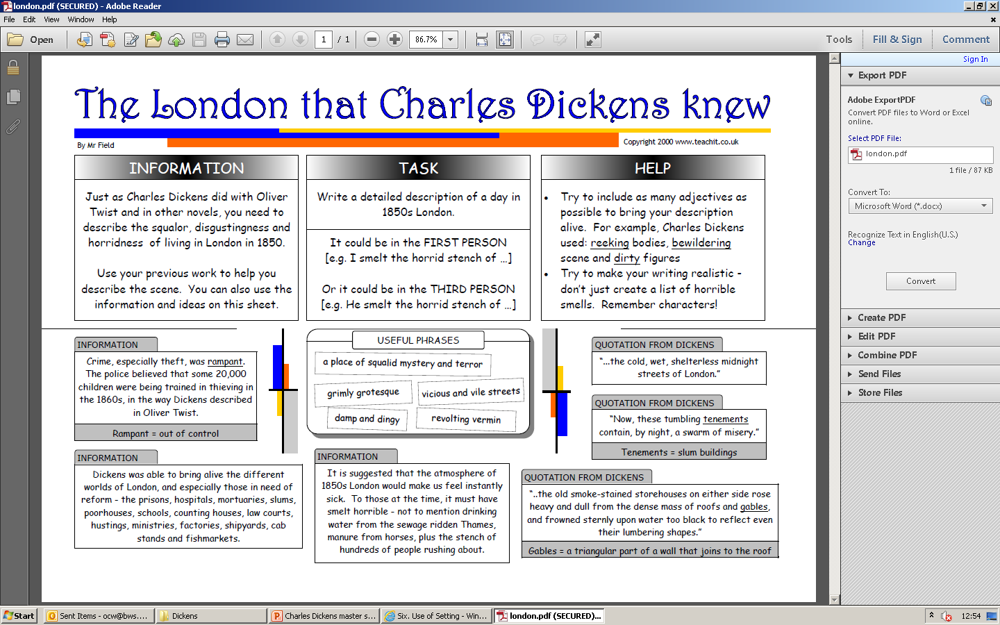 london.pdf (SECURED) - Adobe Reader
File Edit View Window Help
Open 1 / 1 86.7% Tools Fill & Sign Comment
Sign In
The London that Charles Dickens knew
By Mr Field
Copyright 2000 www.teachit.co.uk
INFORMATION
Just as Charles Dickens did with Oliver
Twist and in other novels, you need to
describe the squalor, disgustingness and
horridness of living in London in 1850.
Use your previous work to help you
describe the scene. You can also use the
information and ideas on this sheet.
TASK
Write a detailed description of a day in
1850s London.
It could be in the FIRST PERSON
[e.g. I smelt the horrid stench of ...]
Or it could be in the THIRD PERSON
[e.g. He smelt the horrid stench of ...]
HELP
• Try to include as many adjectives as
possible to bring your description
alive. For example, Charles Dickens
used: reeking bodies, bewildering
scene and dirty figures
• Try to make your writing realistic -
don't just create a list of horrible
smells. Remember characters!
INFORMATION
Crime, especially theft, was rampant.
The police believed that some 20,000
children were being trained in thieving in
the 1860s, in the way Dickens described
in Oliver Twist.
Rampant = out of control
USEFUL PHRASES
a place of squalid mystery and terror
grimly grotesque
vicious and vile streets
damp and dingy
revolting vermin
QUOTATION FROM DICKENS
"...the cold, wet, shelterless midnight
streets of London."
QUOTATION FROM DICKENS
"Now, these tumbling tenements
contain, by night, a swarm of misery."
Tenements = slum buildings
INFORMATION
Dickens was able to bring alive the different
worlds of London, and especially those in need of
reform - the prisons, hospitals, mortuaries, slums,
poorhouses, schools, counting houses, law courts,
hustings, ministries, factories, shipyards, cab
stands and fishmarkets.
INFORMATION
It is suggested that the atmosphere of
1850s London would make us feel instantly
sick. To those at the time, it must have
smelt horrible - not to mention drinking
water from the sewage ridden Thames,
manure from horses, plus the stench of
hundreds of people rushing about.
QUOTATION FROM DICKENS
"..the old smoke-stained storehouses on either side rose
heavy and dull from the dense mass of roofs and gables,
and frowned sternly upon water too black to reflect even
their lumbering shapes."
Gables = a triangular part of a wall that joins to the roof
Export PDF
Adobe ExportPDF
Convert PDF files to Word or Excel
online.
Select PDF File:
london.pdf
1 file / 87 KB
Convert To:
Microsoft Word (*.docx)
Recognize Text in English(U.S.)
Change
Convert
Create PDF
Edit PDF
Combine PDF
Send Files
Store Files
Start
Sent Items - ocw@bws....
Dickens
Charles Dickens master s...
Six. Use of Setting - Win...
london.pdf (SECURED)...
12:54